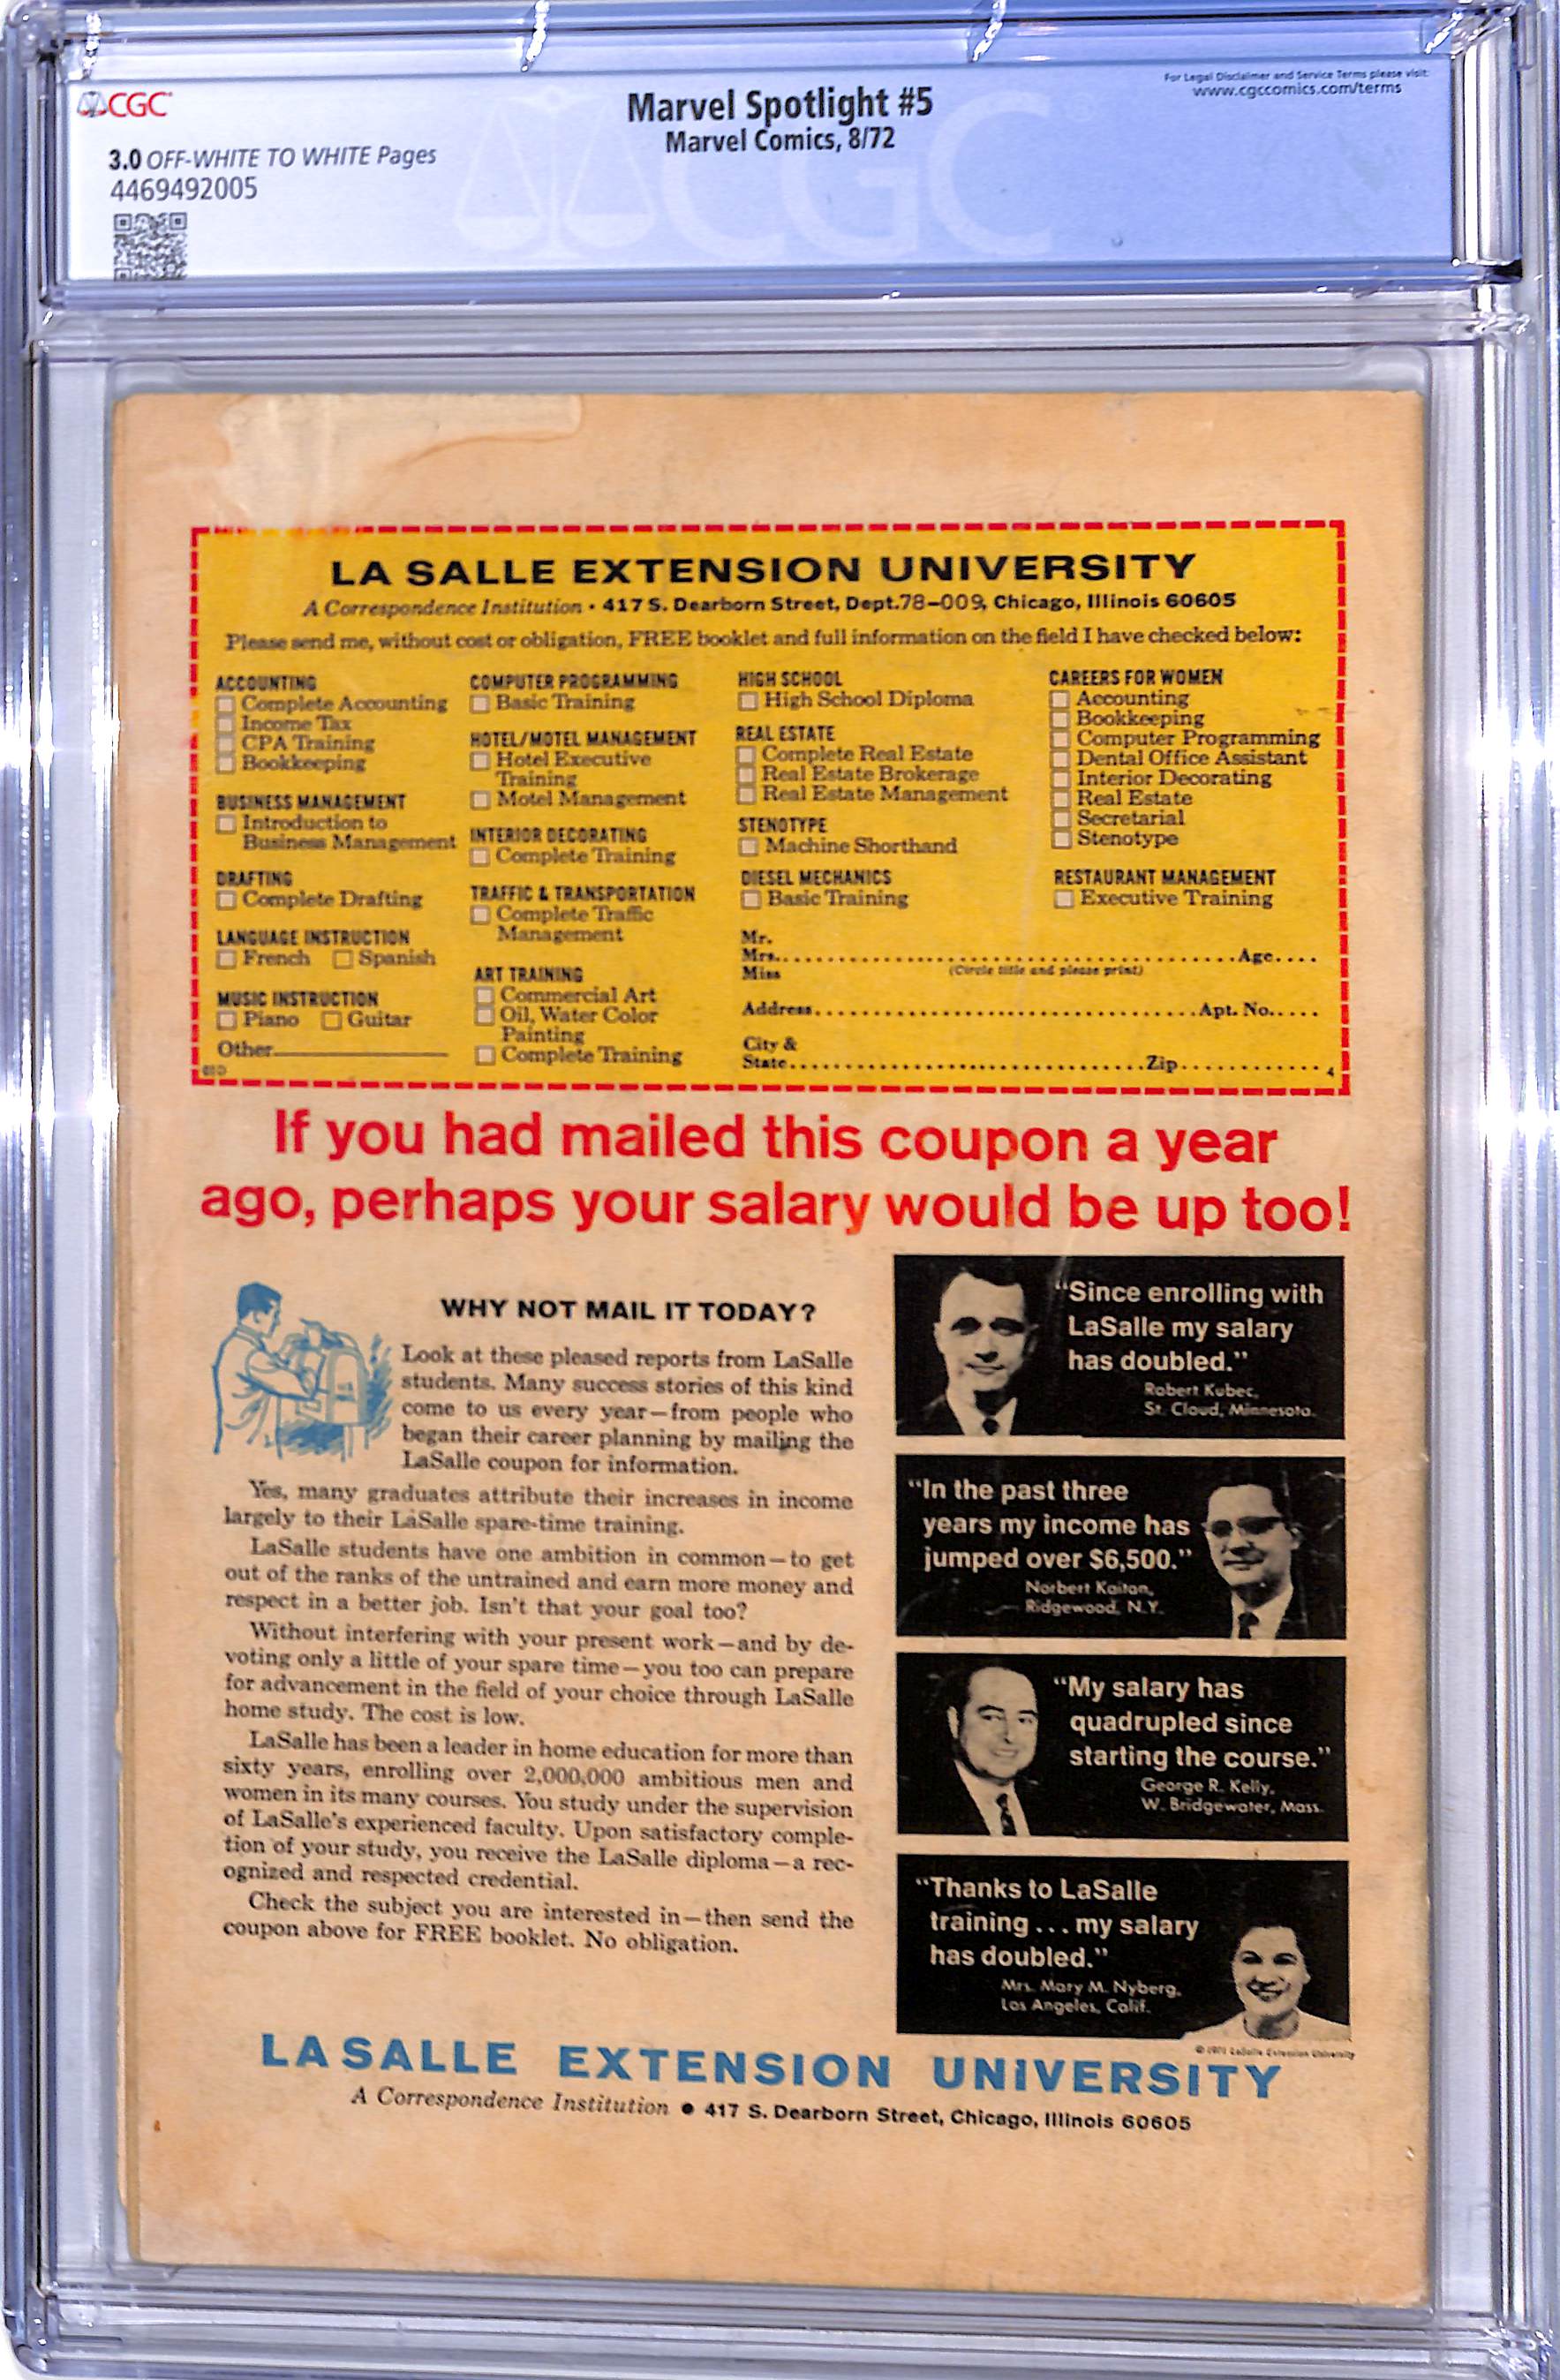 CGC
For Legal Disclaimer and Service Terms please visit:
www.cgccomics.com/terms
Marvel Spotlight #5
Marvel Comics, 8/72
3.0 OFF-WHITE TO WHITE Pages
4469492005
CGC
LA SALLE EXTENSION UNIVERSITY
A Correspondence Institution • 417 S. Dearborn Street, Dept. 78-009, Chicago, Illinois 60605
Please send me, without cost or obligation, FREE booklet and full information on the field I have checked below:
ACCOUNTING
Complete Accounting
Income Tax
CPA Training
Bookkeeping
BUSINESS MANAGEMENT
Introduction to
Business Management
DRAFTING
Complete Drafting
LANGUAGE INSTRUCTION
French Spanish
MUSIC INSTRUCTION
Piano Guitar
Other
COMPUTER PROGRAMMING
Basic Training
HOTEL/MOTEL MANAGEMENT
Hotel Executive
Training
Motel Management
INTERIOR DECORATING
Complete Training
TRAFFIC & TRANSPORTATION
Complete Traffic
Management
ART TRAINING
Commercial Art
Oil, Water Color
Painting
Complete Training
HIGH SCHOOL
High School Diploma
REAL ESTATE
Complete Real Estate
Real Estate Brokerage
Real Estate Management
STENOTYPE
Machine Shorthand
DIESEL MECHANICS
Basic Training
CAREERS FOR WOMEN
Accounting
Bookkeeping
Computer Programming
Dental Office Assistant
Interior Decorating
Real Estate
Secretarial
Stenotype
RESTAURANT MANAGEMENT
Executive Training
Mr.
Mrs. Age
Miss (Circle title and please print)
Address Apt. No.
City &
State Zip
4
If you had mailed this coupon a year
ago, perhaps your salary would be up too!
WHY NOT MAIL IT TODAY?
Look at these pleased reports from LaSalle
students. Many success stories of this kind
come to us every year—from people who
began their career planning by mailing the
LaSalle coupon for information.
Yes, many graduates attribute their increases in income
largely to their LaSalle spare-time training.
LaSalle students have one ambition in common—to get
out of the ranks of the untrained and earn more money and
respect in a better job. Isn't that your goal too?
Without interfering with your present work—and by de-
voting only a little of your spare time—you too can prepare
for advancement in the field of your choice through LaSalle
home study. The cost is low.
LaSalle has been a leader in home education for more than
sixty years, enrolling over 2,000,000 ambitious men and
women in its many courses. You study under the supervision
of LaSalle's experienced faculty. Upon satisfactory comple-
tion of your study, you receive the LaSalle diploma—a rec-
ognized and respected credential.
Check the subject you are interested in—then send the
coupon above for FREE booklet. No obligation.
"Since enrolling with
LaSalle my salary
has doubled."
Robert Kubec,
St. Cloud, Minnesota.
"In the past three
years my income has
jumped over $6,500."
Norbert Kaitan,
Ridgewood, N.Y.
"My salary has
quadrupled since
starting the course."
George R. Kelly,
W. Bridgewater, Mass.
"Thanks to LaSalle
training ... my salary
has doubled."
Mrs. Mary M. Nyberg,
Los Angeles, Calif.
© 1971 LaSalle Extension University
LASALLE EXTENSION UNIVERSITY
A Correspondence Institution • 417 S. Dearborn Street, Chicago, Illinois 60605